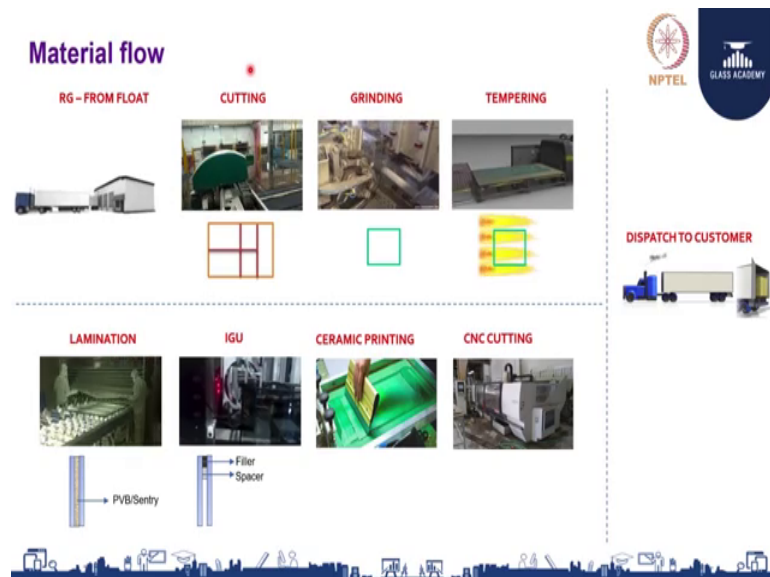 Material flow
NPTEL
GLASS ACADEMY
RG – FROM FLOAT
CUTTING
GRINDING
TEMPERING
DISPATCH TO CUSTOMER
LAMINATION
IGU
CERAMIC PRINTING
CNC CUTTING
PVB/Sentry
Filler
Spacer